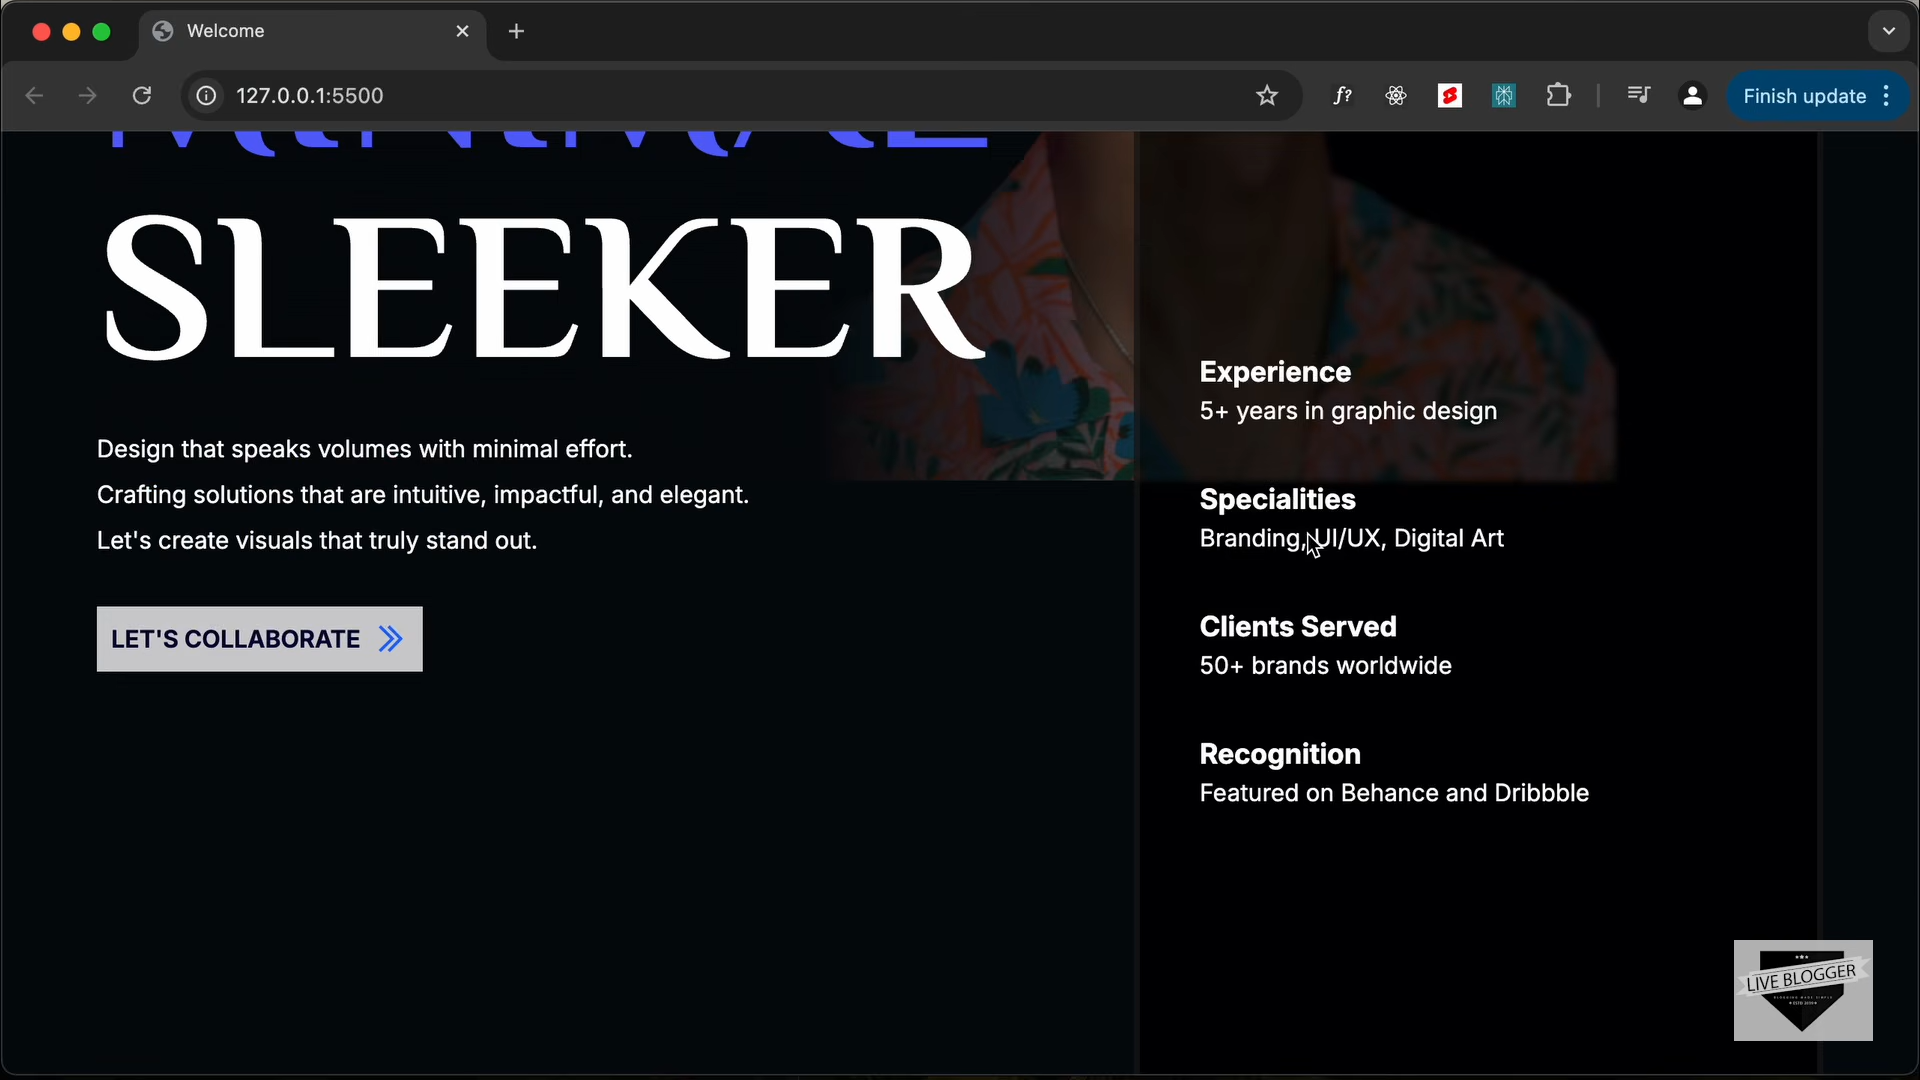 Welcome
127.0.0.1:5500
f?
Finish update
SLEEKER
Design that speaks volumes with minimal effort.
Crafting solutions that are intuitive, impactful, and elegant.
Let's create visuals that truly stand out.
LET'S COLLABORATE
Experience
5+ years in graphic design
Specialities
Branding, UI/UX, Digital Art
Clients Served
50+ brands worldwide
Recognition
Featured on Behance and Dribbble
LIVE BLOGGER